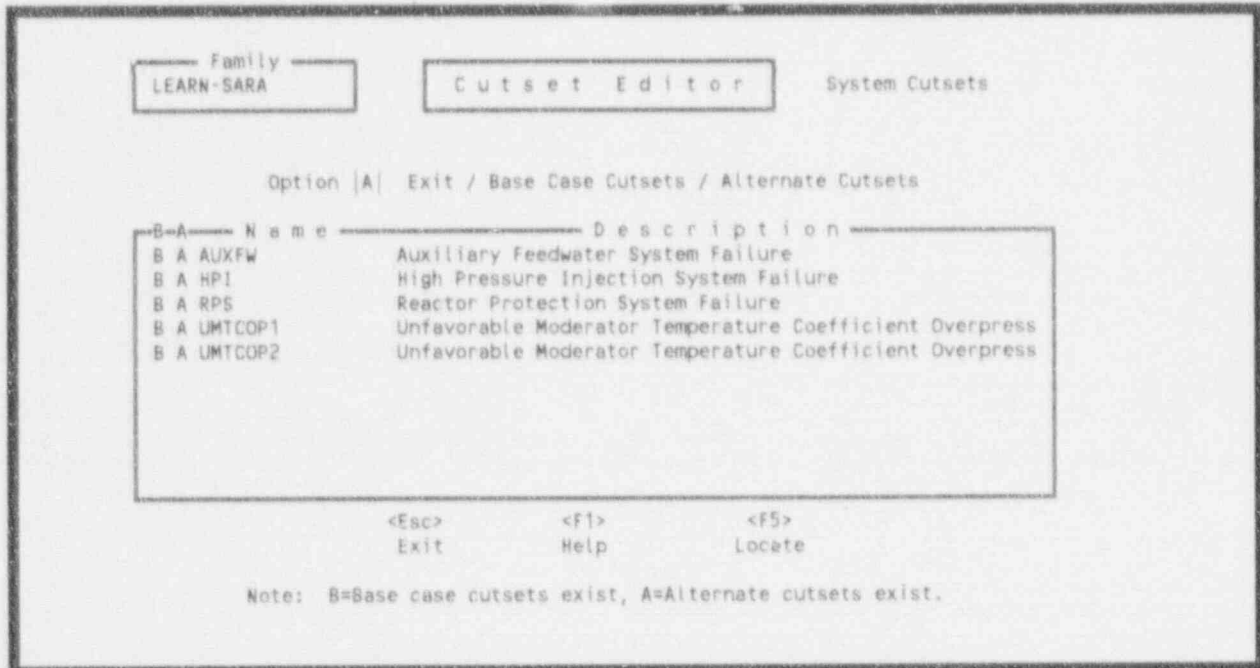 Family
LEARN-SARA
Cutset Editor
System Cutsets
Option |A| Exit / Base Case Cutsets / Alternate Cutsets
B-A Name Description
B A AUXFW Auxiliary Feedwater System Failure
B A HPI High Pressure Injection System Failure
B A RPS Reactor Protection System Failure
B A UMTCOP1 Unfavorable Moderator Temperature Coefficient Overpress
B A UMTCOP2 Unfavorable Moderator Temperature Coefficient Overpress
<Esc> <F1> <F5>
Exit Help Locate
Note: B=Base case cutsets exist, A=Alternate cutsets exist.